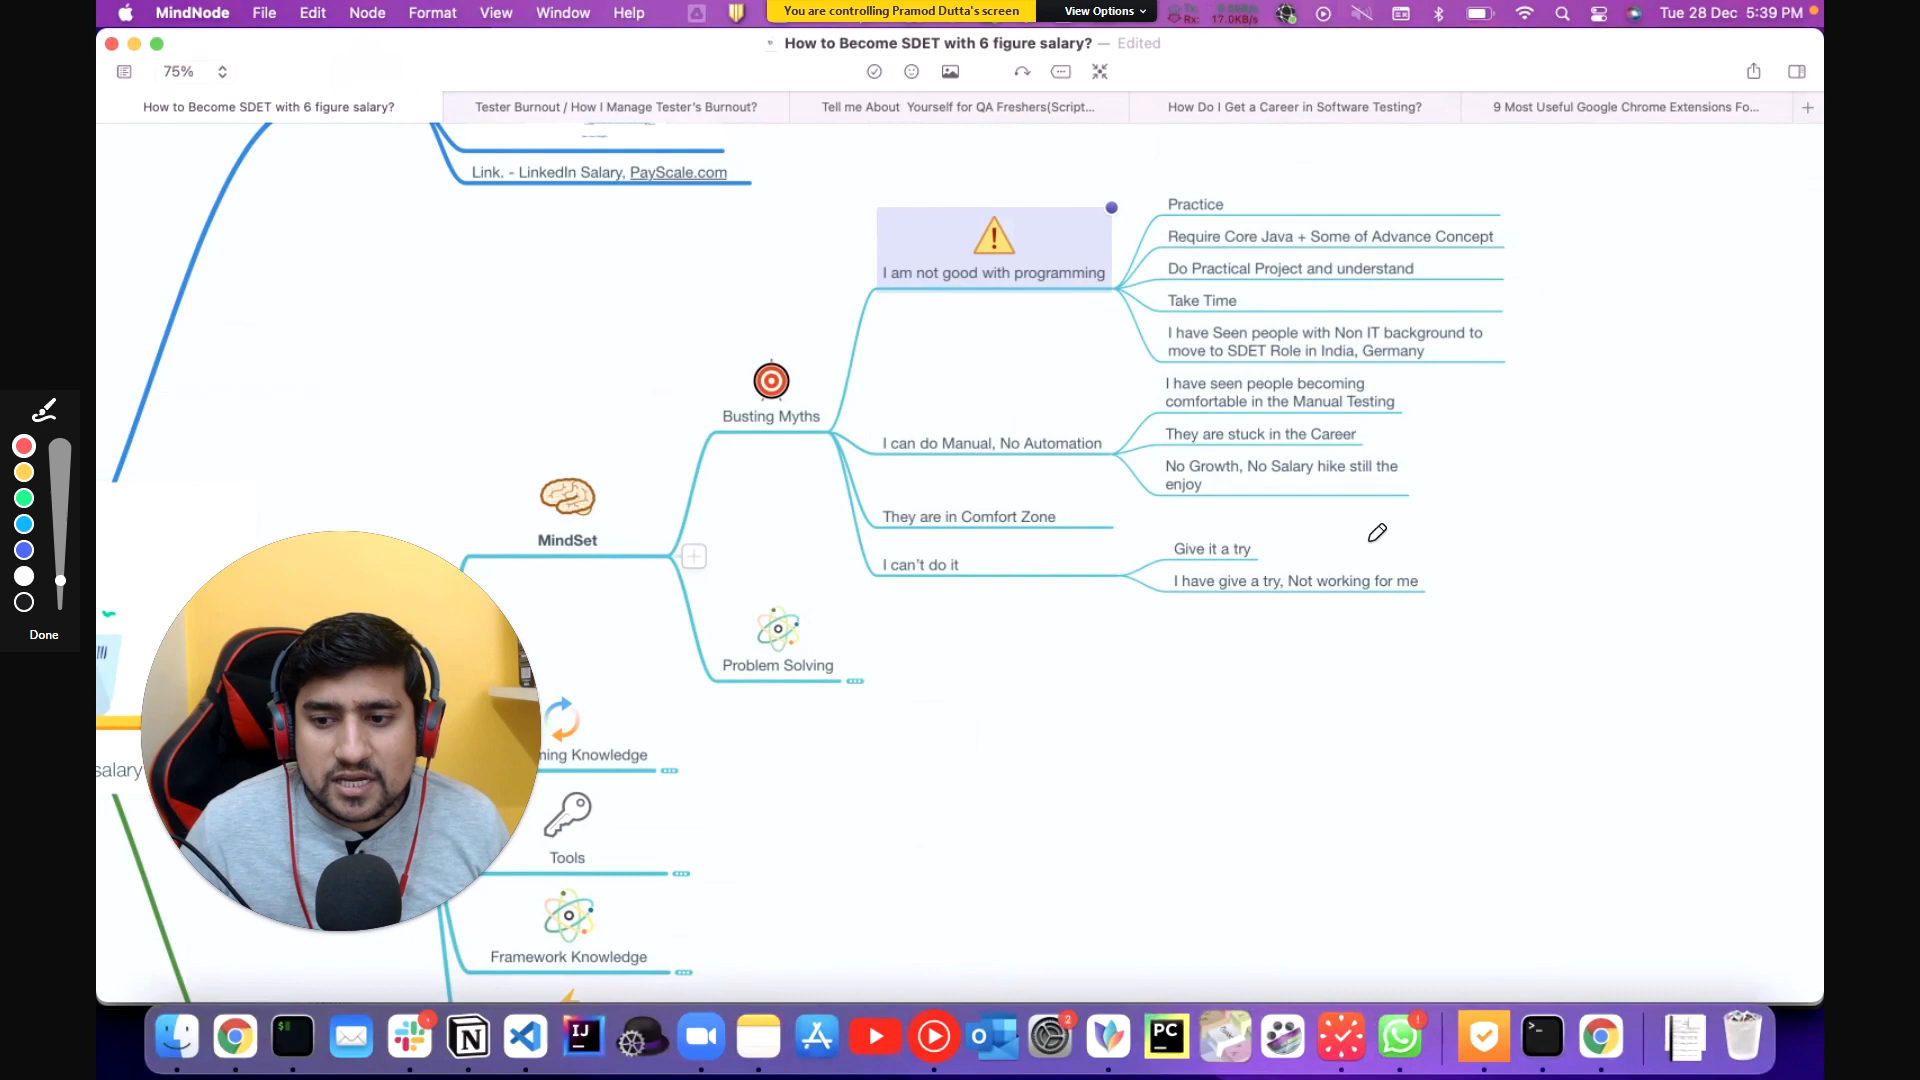 MindNode File Edit Node Format View Window Help
You are controlling Pramod Dutta's screen
View Options
17.0KB/s
Tue 28 Dec 5:39 PM
How to Become SDET with 6 figure salary? — Edited
75%
How to Become SDET with 6 figure salary?
Tester Burnout / How I Manage Tester's Burnout?
Tell me About Yourself for QA Freshers(Script...
How Do I Get a Career in Software Testing?
9 Most Useful Google Chrome Extensions Fo...
Link. - LinkedIn Salary, PayScale.com
I am not good with programming
Practice
Require Core Java + Some of Advance Concept
Do Practical Project and understand
Take Time
I have Seen people with Non IT background to
move to SDET Role in India, Germany
Busting Myths
I can do Manual, No Automation
I have seen people becoming
comfortable in the Manual Testing
They are stuck in the Career
No Growth, No Salary hike still the
enjoy
They are in Comfort Zone
I can't do it
Give it a try
I have give a try, Not working for me
MindSet
Problem Solving
Done
salary
ning Knowledge
Tools
Framework Knowledge
$
N
IJ
2
PC
!
>_